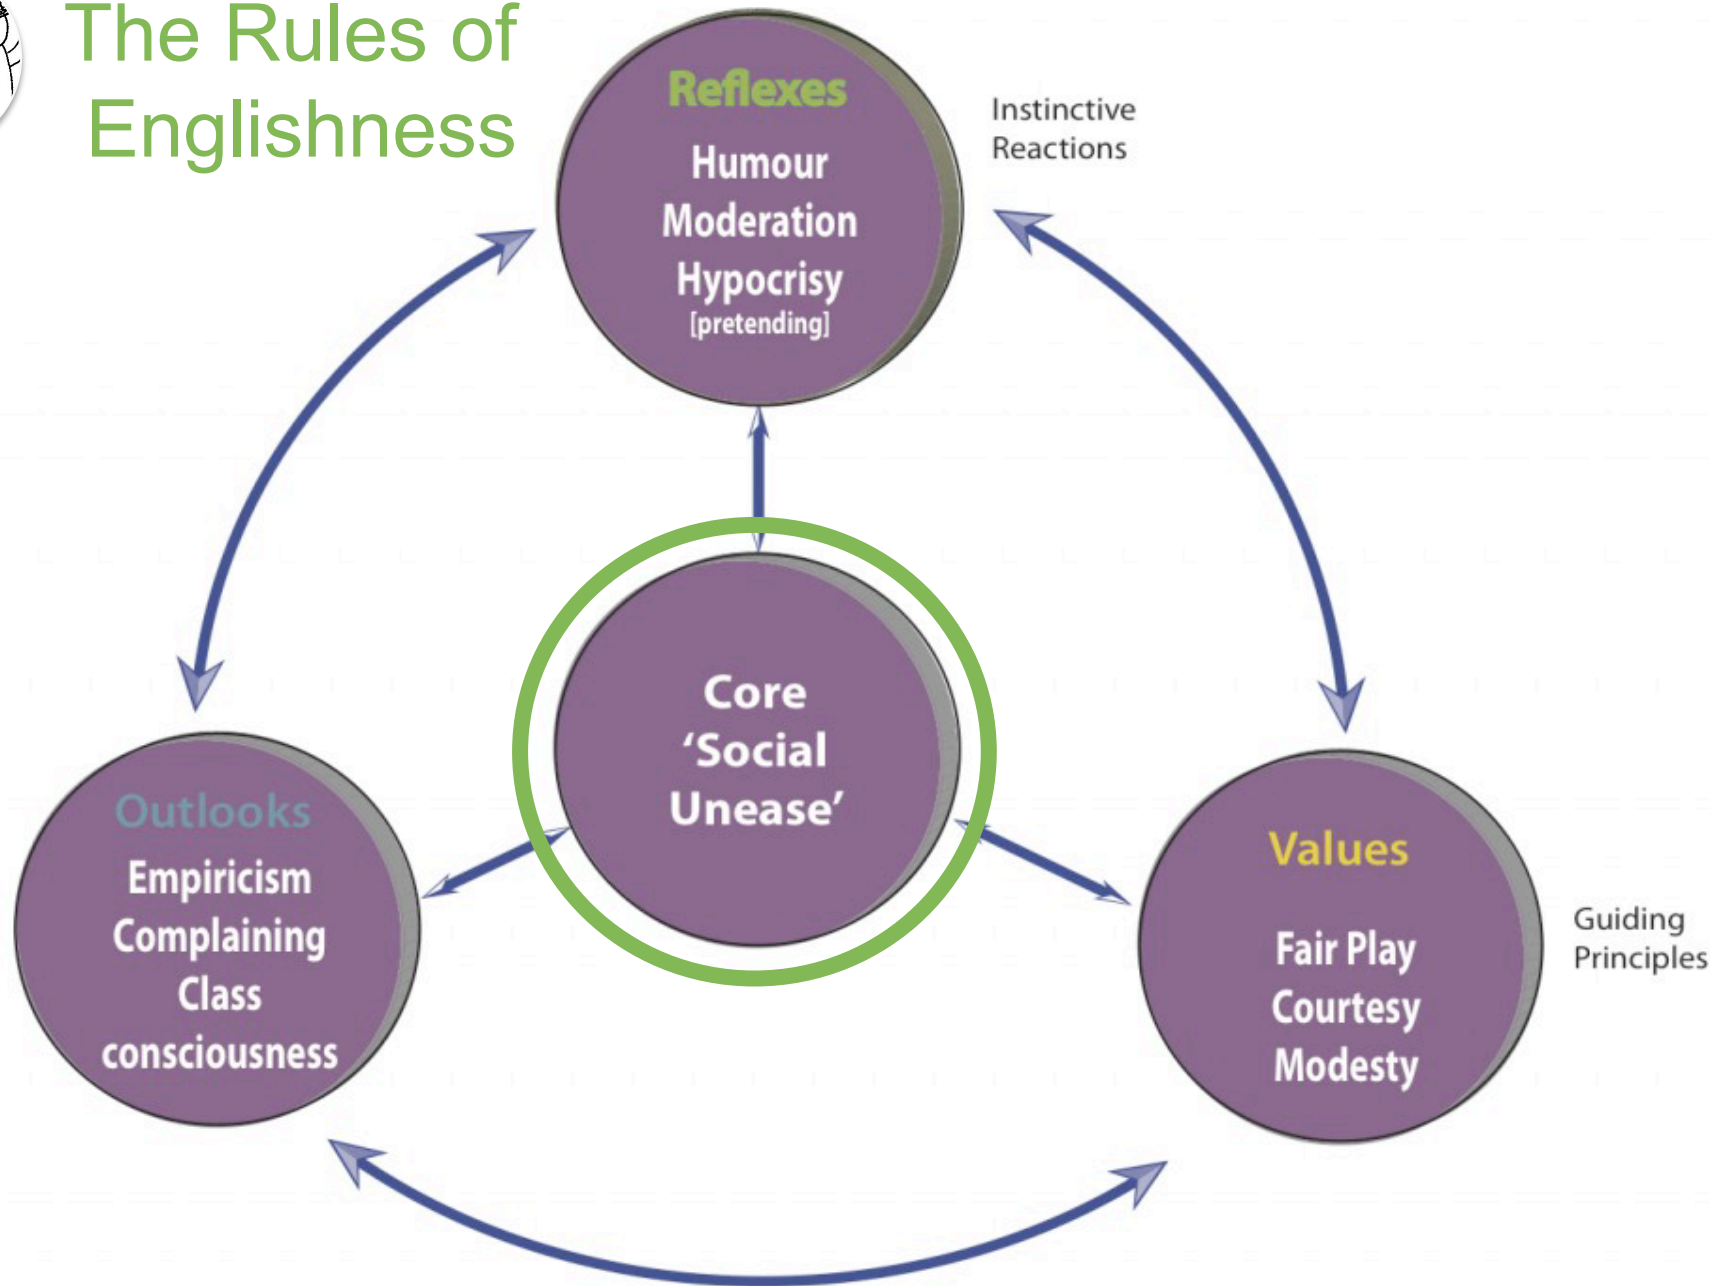 The Rules of
Englishness
Reflexes
Humour
Moderation
Hypocrisy
[pretending]
Instinctive
Reactions
Core
‘Social
Unease’
Outlooks
Empiricism
Complaining
Class
consciousness
Values
Fair Play
Courtesy
Modesty
Guiding
Principles